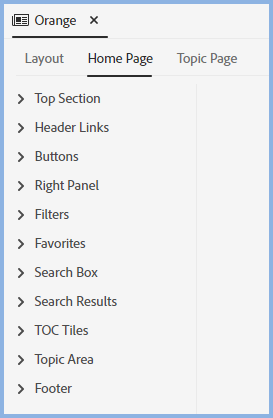 Orange
Layout Home Page Topic Page
Top Section
Header Links
Buttons
Right Panel
Filters
Favorites
Search Box
Search Results
TOC Tiles
Topic Area
Footer